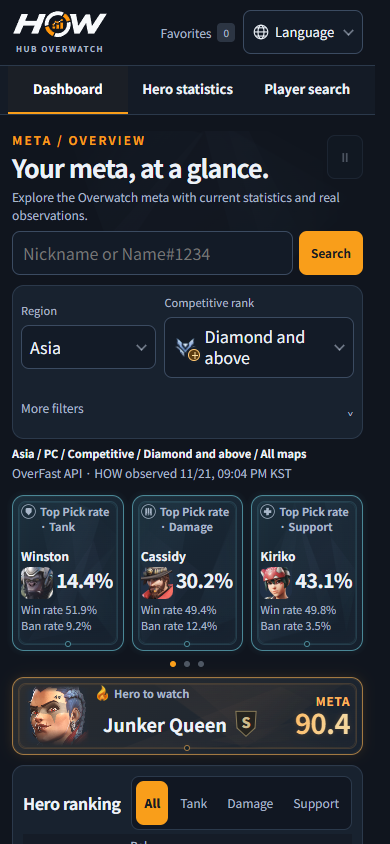 HOW
HUB OVERWATCH
Favorites 0
Language
Dashboard
Hero statistics
Player search
META / OVERVIEW
Your meta, at a glance.
Explore the Overwatch meta with current statistics and real
observations.
Nickname or Name#1234
Search
Region
Asia
Competitive rank
Diamond and
above
More filters
Asia / PC / Competitive / Diamond and above / All maps
OverFast API · HOW observed 11/21, 09:04 PM KST
Top Pick rate
· Tank
Winston
14.4%
Win rate 51.9%
Ban rate 9.2%
Top Pick rate
· Damage
Cassidy
30.2%
Win rate 49.4%
Ban rate 12.4%
Top Pick rate
· Support
Kiriko
43.1%
Win rate 49.8%
Ban rate 3.5%
Hero to watch
Junker Queen S
META
90.4
Hero ranking
All
Tank
Damage
Support